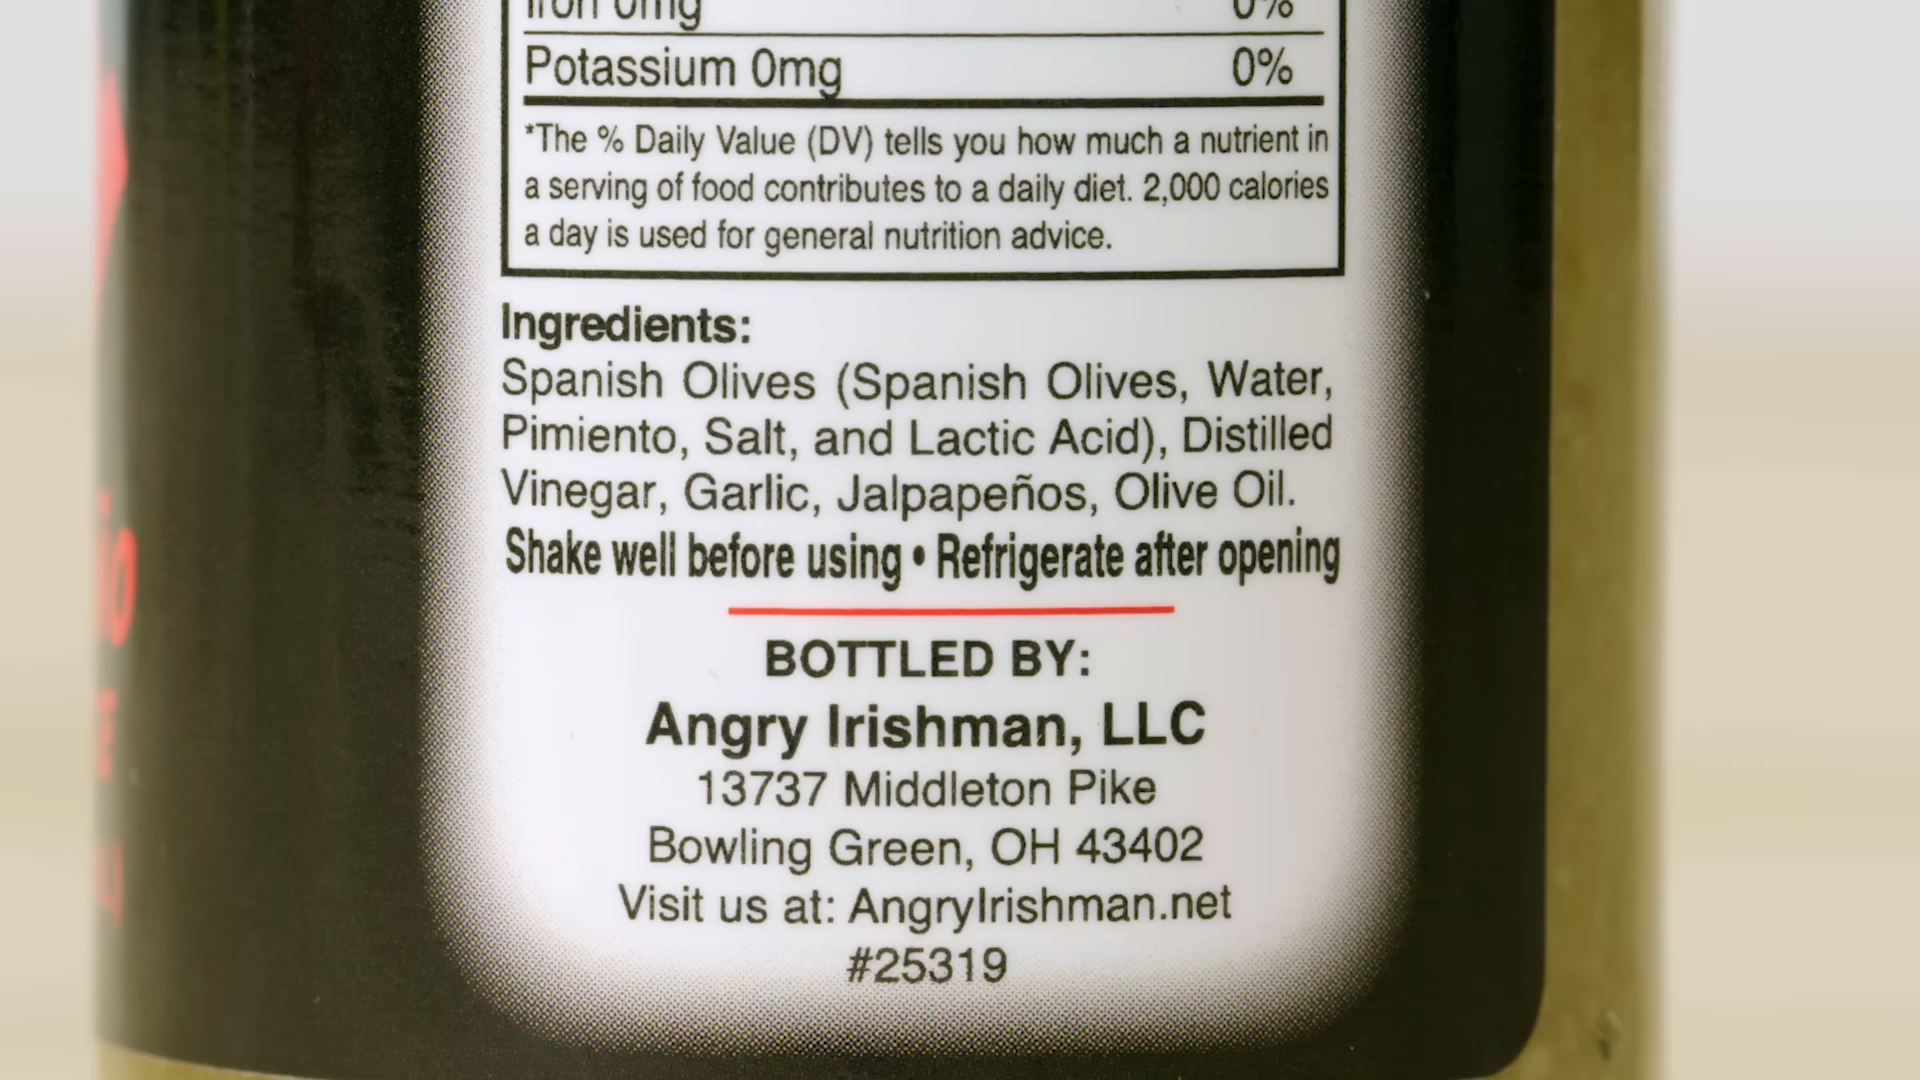 Iron 0mg 0%
Potassium 0mg 0%
*The % Daily Value (DV) tells you how much a nutrient in
a serving of food contributes to a daily diet. 2,000 calories
a day is used for general nutrition advice.
Ingredients:
Spanish Olives (Spanish Olives, Water,
Pimiento, Salt, and Lactic Acid), Distilled
Vinegar, Garlic, Jalpapeños, Olive Oil.
Shake well before using • Refrigerate after opening
BOTTLED BY:
Angry Irishman, LLC
13737 Middleton Pike
Bowling Green, OH 43402
Visit us at: AngryIrishman.net
#25319